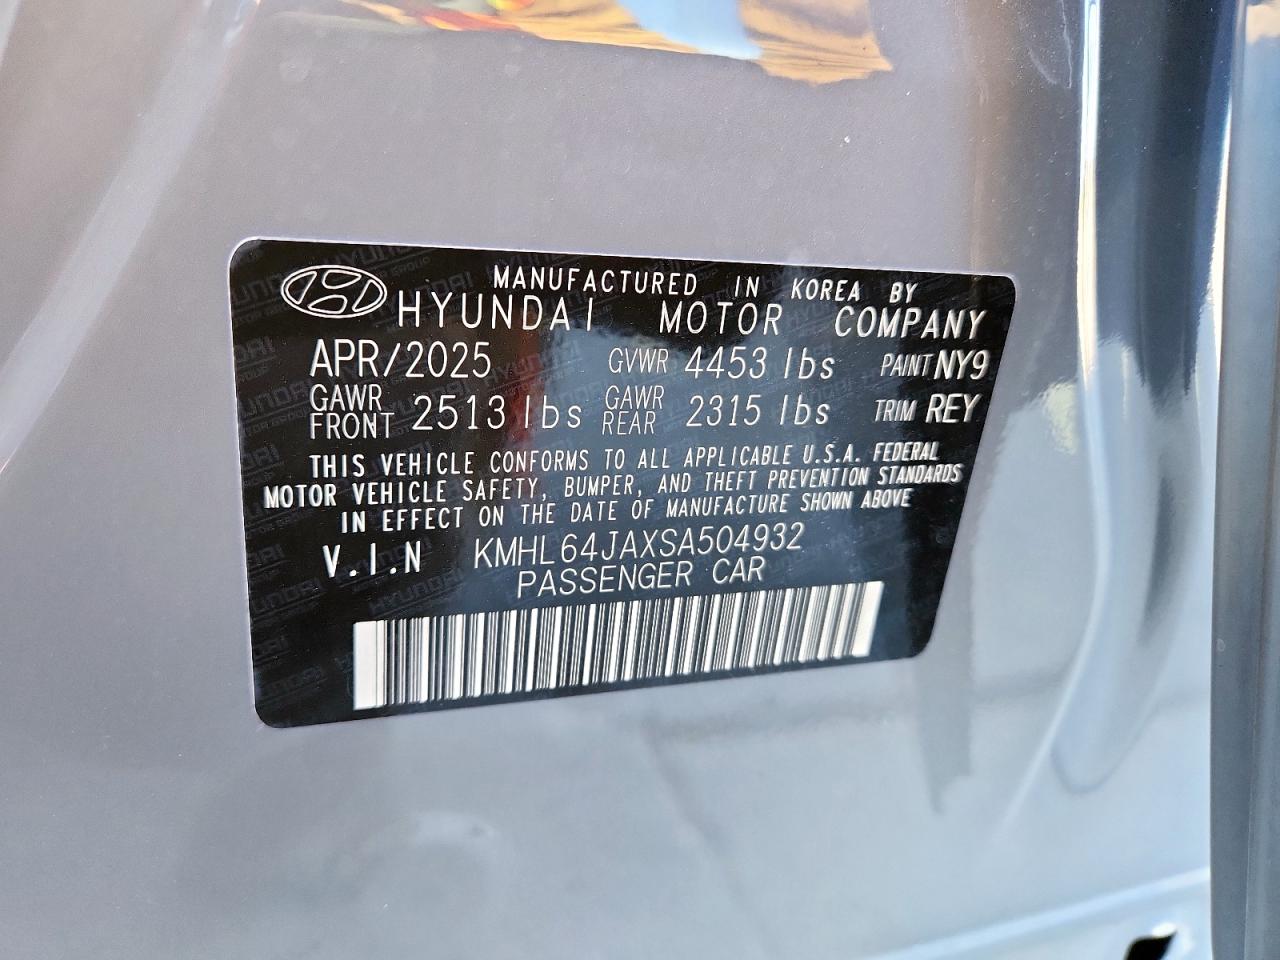 MANUFACTURED IN KOREA BY
HYUNDAI MOTOR COMPANY
APR/2025 GVWR 4453 lbs PAINT NY9
GAWR FRONT 2513 lbs GAWR REAR 2315 lbs TRIM REY
THIS VEHICLE CONFORMS TO ALL APPLICABLE U.S.A. FEDERAL
MOTOR VEHICLE SAFETY, BUMPER, AND THEFT PREVENTION STANDARDS
IN EFFECT ON THE DATE OF MANUFACTURE SHOWN ABOVE
V.I.N KMHL64JAXSA504932
PASSENGER CAR